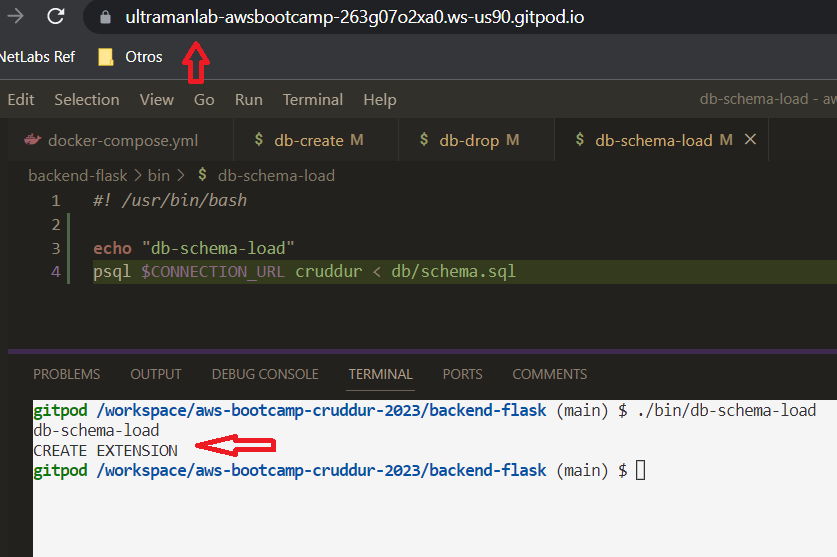 ultramanlab-awsbootcamp-263g07o2xa0.ws-us90.gitpod.io
NetLabs Ref Otros
Edit Selection View Go Run Terminal Help db-schema-load - aw
docker-compose.yml $ db-create M $ db-drop M $ db-schema-load M ×
backend-flask > bin > $ db-schema-load
1 #! /usr/bin/bash
2
3 echo "db-schema-load"
4 psql $CONNECTION_URL cruddur < db/schema.sql
PROBLEMS OUTPUT DEBUG CONSOLE TERMINAL PORTS COMMENTS
gitpod /workspace/aws-bootcamp-cruddur-2023/backend-flask (main) $ ./bin/db-schema-load
db-schema-load
CREATE EXTENSION
gitpod /workspace/aws-bootcamp-cruddur-2023/backend-flask (main) $